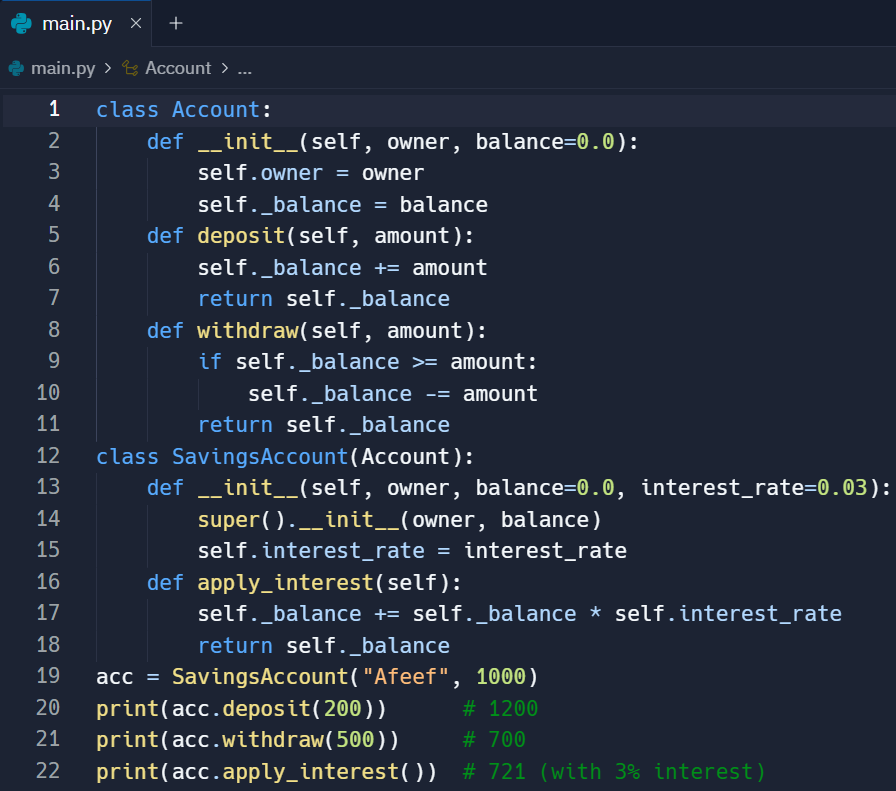 main.py × +
main.py > Account > ...
1 class Account:
2     def __init__(self, owner, balance=0.0):
3         self.owner = owner
4         self._balance = balance
5     def deposit(self, amount):
6         self._balance += amount
7         return self._balance
8     def withdraw(self, amount):
9         if self._balance >= amount:
10             self._balance -= amount
11         return self._balance
12 class SavingsAccount(Account):
13     def __init__(self, owner, balance=0.0, interest_rate=0.03):
14         super().__init__(owner, balance)
15         self.interest_rate = interest_rate
16     def apply_interest(self):
17         self._balance += self._balance * self.interest_rate
18         return self._balance
19 acc = SavingsAccount("Afeef", 1000)
20 print(acc.deposit(200))      # 1200
21 print(acc.withdraw(500))     # 700
22 print(acc.apply_interest())  # 721 (with 3% interest)